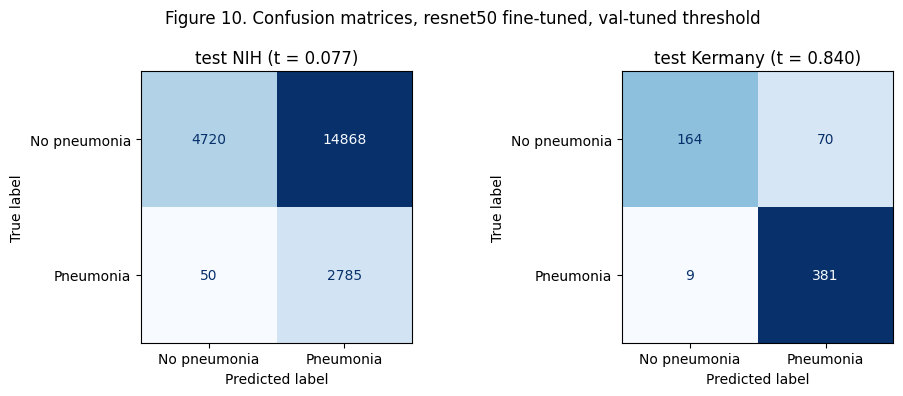 Figure 10. Confusion matrices, resnet50 fine-tuned, val-tuned threshold
test NIH (t = 0.077)
No pneumonia
Pneumonia
True label
4720
14868
50
2785
No pneumonia
Pneumonia
Predicted label
test Kermany (t = 0.840)
No pneumonia
Pneumonia
True label
164
70
9
381
No pneumonia
Pneumonia
Predicted label